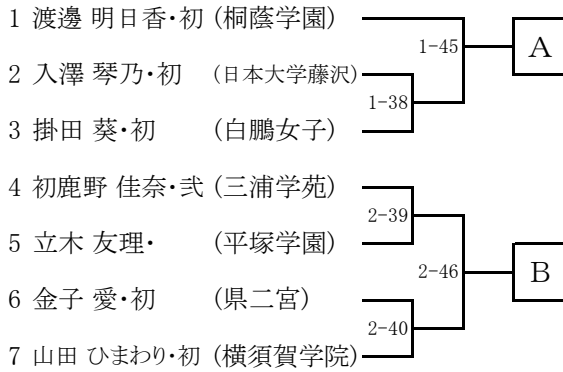 1 渡邊 明日香・初 (桐蔭学園)
1-45
A
2 入澤 琴乃・初 (日本大学藤沢)
1-38
3 掛田 葵・初 (白鵬女子)
4 初鹿野 佳奈・弐 (三浦学苑)
2-39
5 立木 友理・ (平塚学園)
2-46
B
6 金子 愛・初 (県二宮)
2-40
7 山田 ひまわり・初 (横須賀学院)